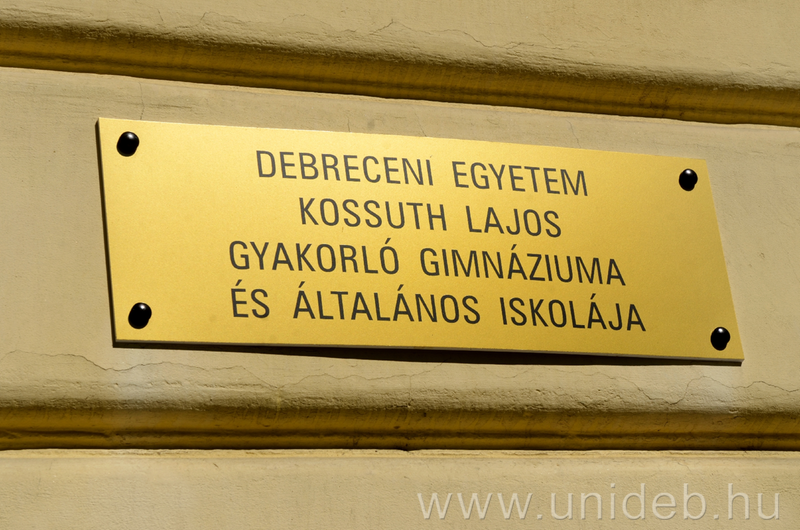 DEBRECENI EGYETEM
KOSSUTH LAJOS
GYAKORLÓ GIMNÁZIUMA
ÉS ÁLTALÁNOS ISKOLÁJA
www.unideb.hu